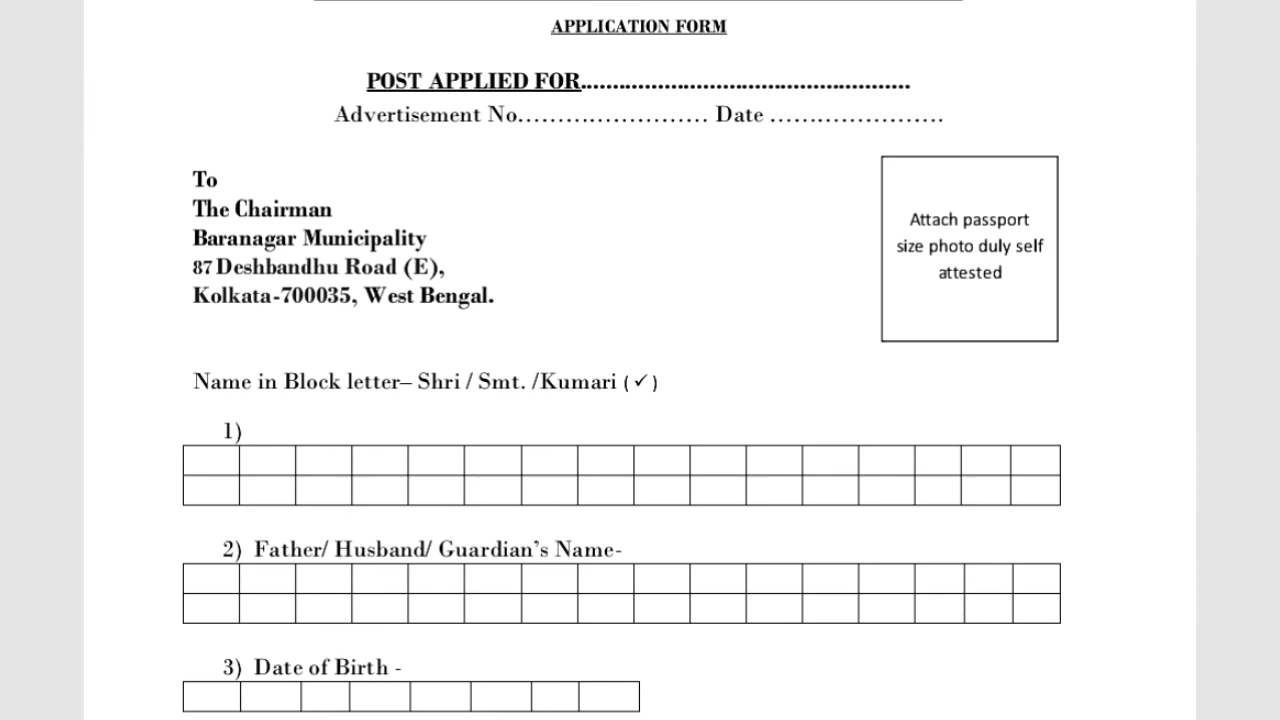 APPLICATION FORM
POST APPLIED FOR....................................................
Advertisement No........................ Date ......................
To
The Chairman
Baranagar Municipality
87 Deshbandhu Road (E),
Kolkata-700035, West Bengal.
Attach passport
size photo duly self
attested
Name in Block letter– Shri / Smt. /Kumari (✓)
1)
2) Father/ Husband/ Guardian’s Name-
3) Date of Birth -